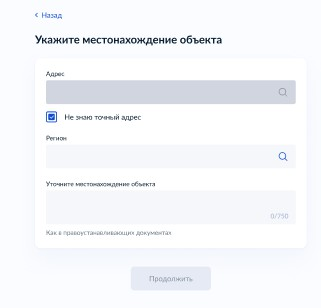 Назад
Укажите местонахождение объекта
Адрес
Не знаю точный адрес
Регион
Уточните местонахождение объекта
0/750
Как в правоустанавливающих документах
Продолжить